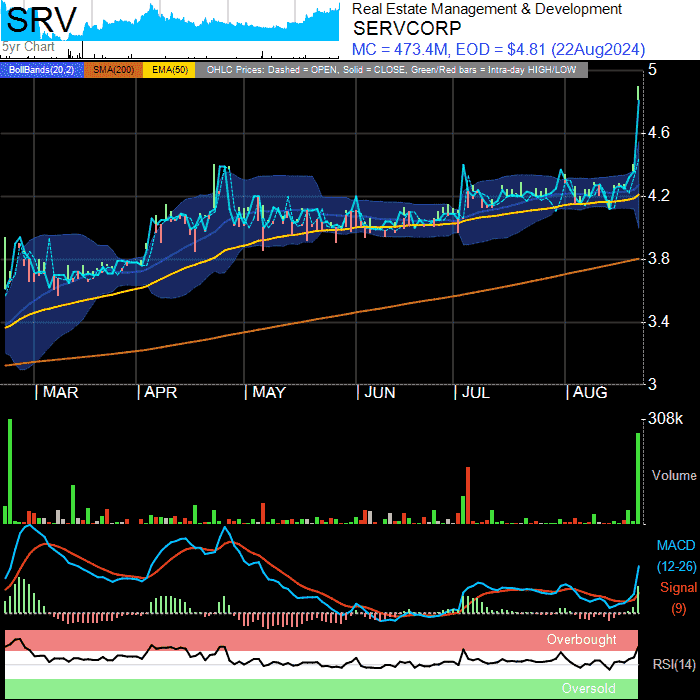 SRV
5yr Chart
Real Estate Management & Development
SERVCORP
MC = 473.4M, EOD = $4.81 (22Aug2024)
BollBands(20,2) SMA(200) EMA(50) OHLC Prices: Dashed = OPEN, Solid = CLOSE, Green/Red bars = Intra-day HIGH/LOW
5
4.6
4.2
3.8
3.4
3
MAR APR MAY JUN JUL AUG
308k
Volume
MACD
(12-26)
Signal
(9)
Overbought
RSI(14)
Oversold